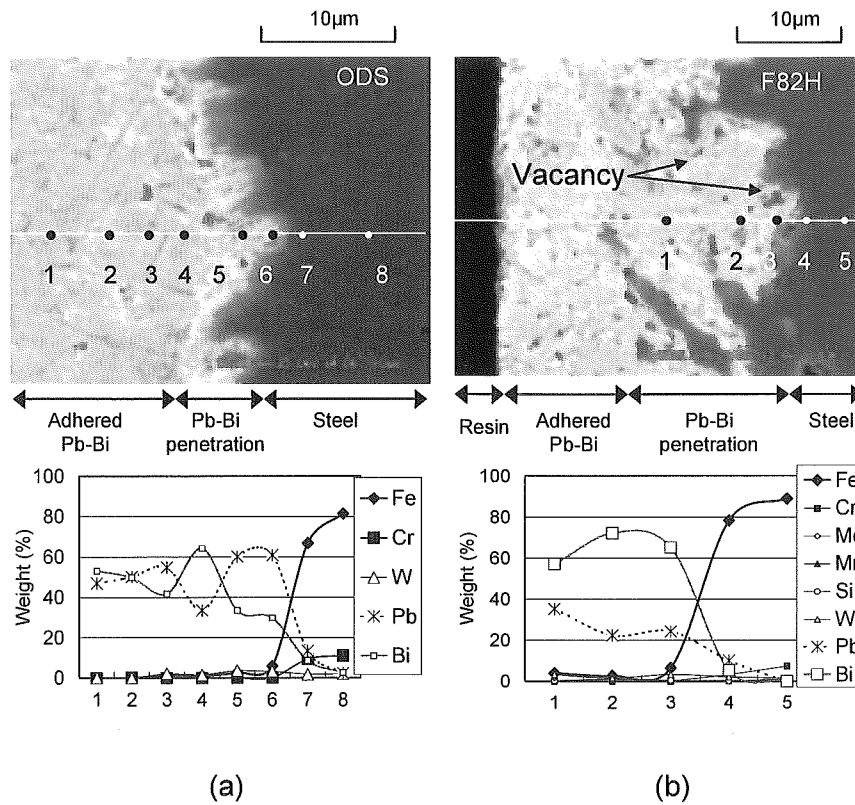 10µm
ODS
1 2 3 4 5 6 7 8
Adhered Pb-Bi
Pb-Bi penetration
Steel
100
80
60
40
20
0
Weight (%)
1 2 3 4 5 6 7 8
Fe
Cr
W
Pb
Bi
(a)
10µm
F82H
Vacancy
1 2 3 4 5
Resin
Adhered Pb-Bi
Pb-Bi penetration
Steel
100
80
60
40
20
0
Weight (%)
1 2 3 4 5
Fe
Cr
Si
W
Pb
Bi
(b)